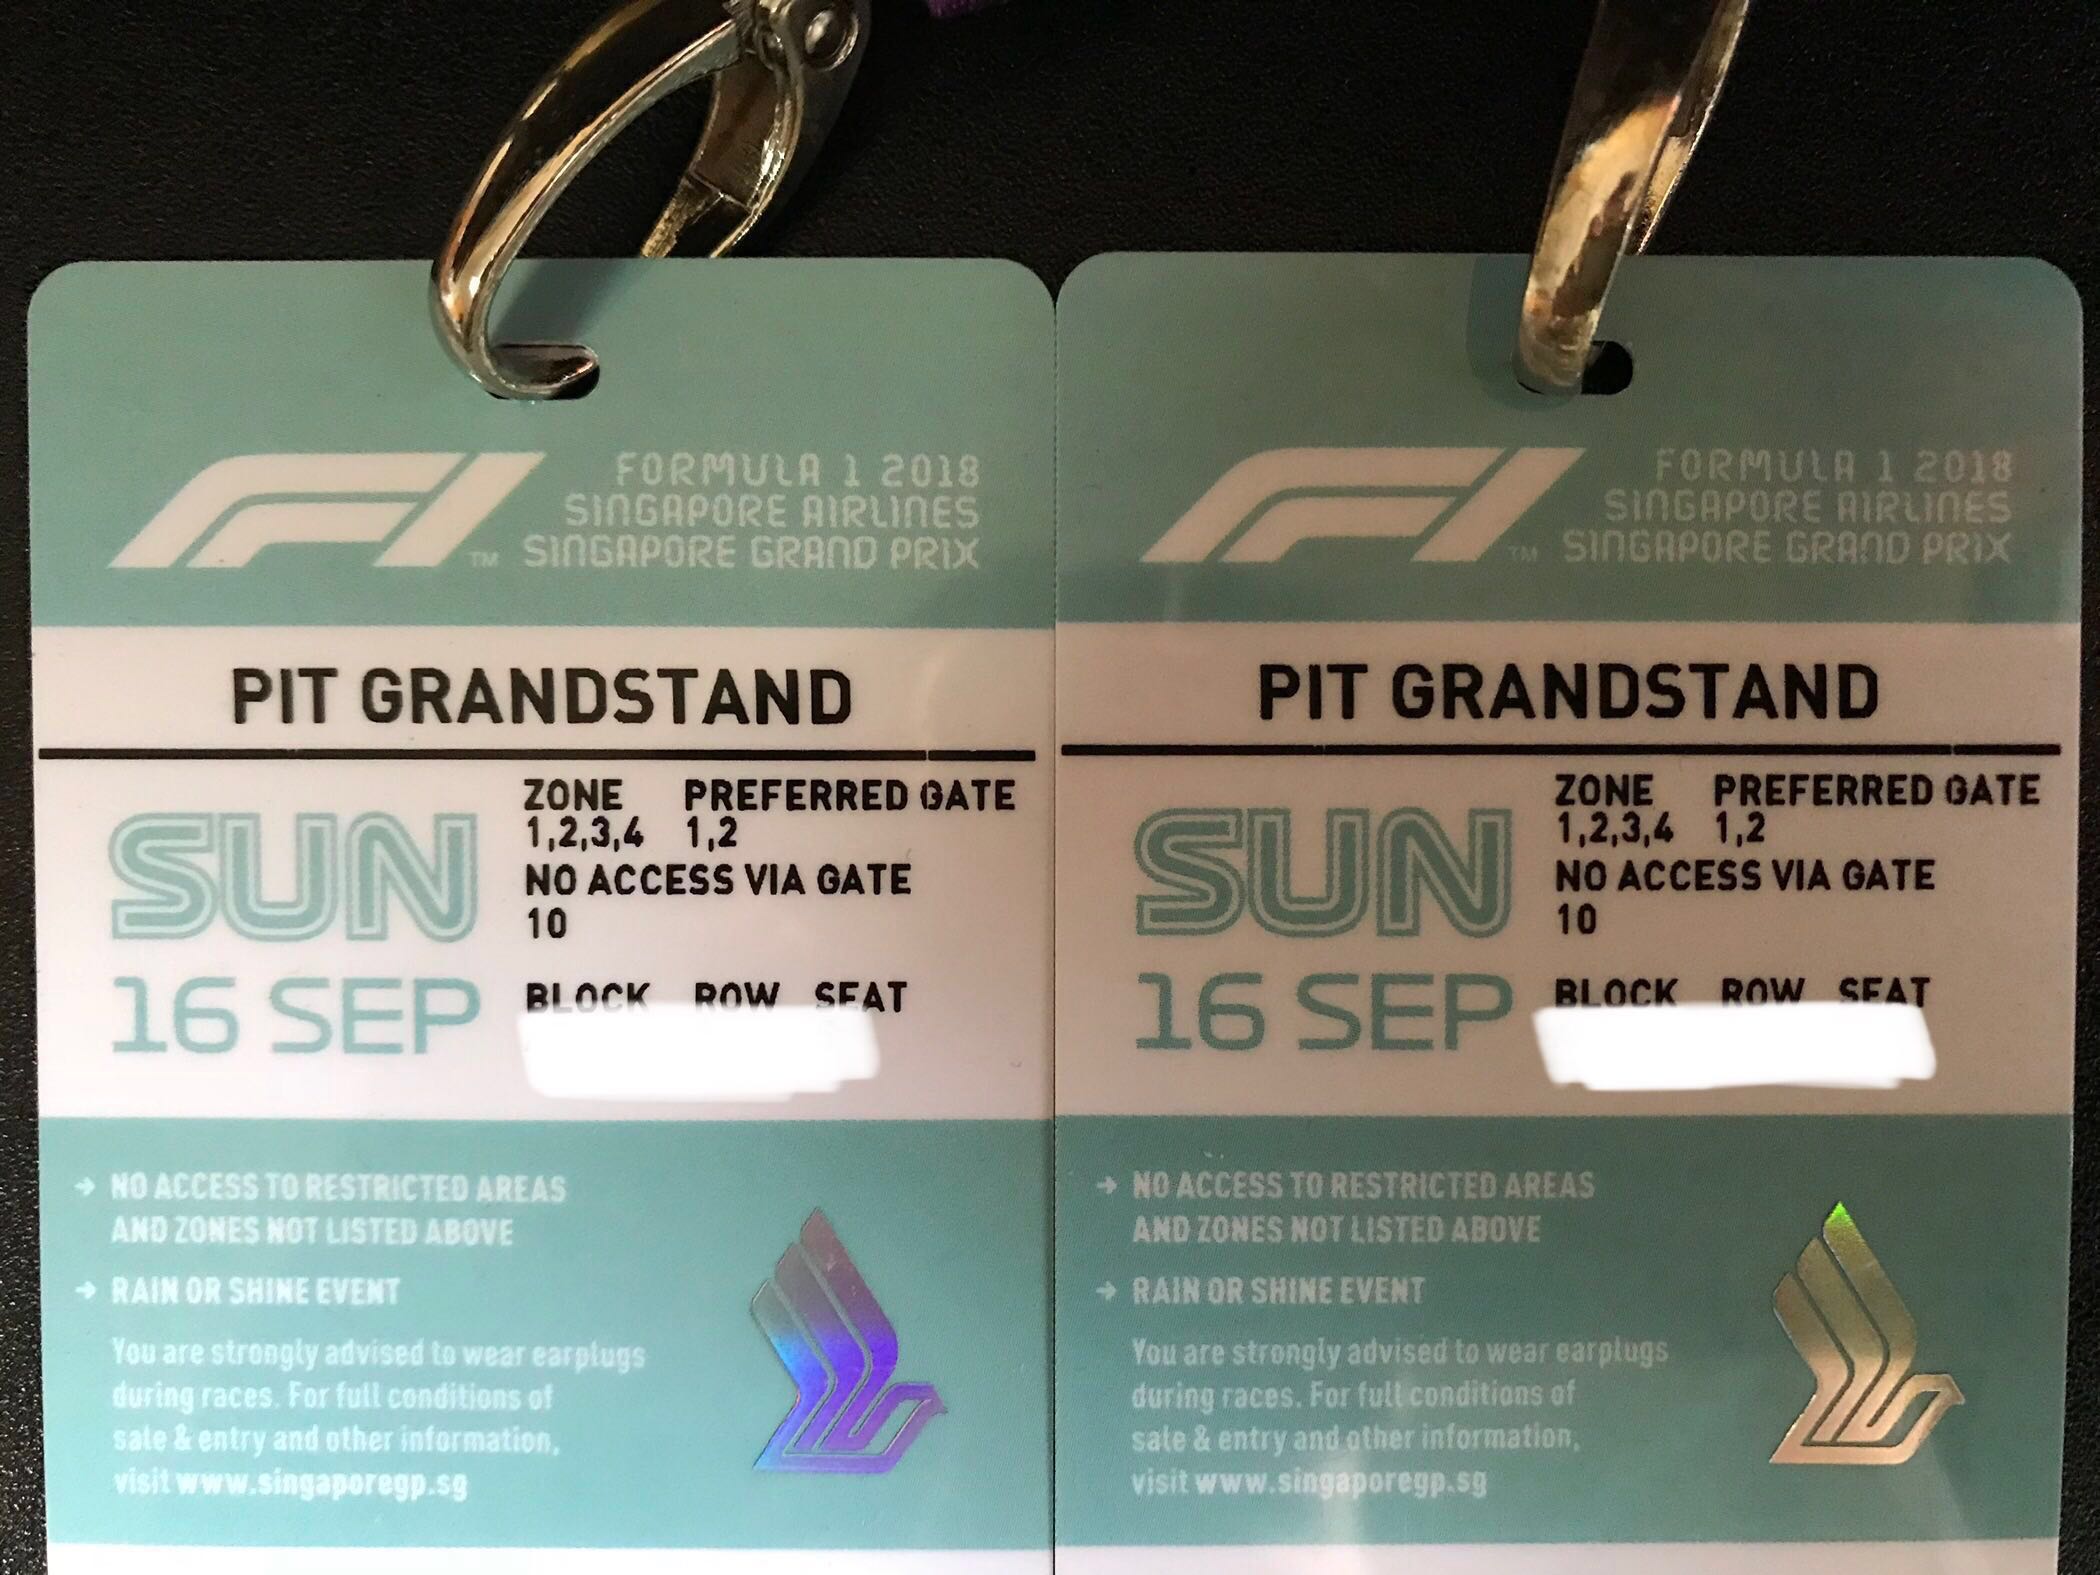 F1™
FORMULA 1 2018
SINGAPORE AIRLINES
SINGAPORE GRAND PRIX
PIT GRANDSTAND
SUN
16 SEP
ZONE PREFERRED GATE
1,2,3,4 1,2
NO ACCESS VIA GATE
10
BLOCK ROW SEAT
→ NO ACCESS TO RESTRICTED AREAS
AND ZONES NOT LISTED ABOVE
→ RAIN OR SHINE EVENT
You are strongly advised to wear earplugs
during races. For full conditions of
sale & entry and other information,
visit www.singaporegp.sg
F1™
FORMULA 1 2018
SINGAPORE AIRLINES
SINGAPORE GRAND PRIX
PIT GRANDSTAND
SUN
16 SEP
ZONE PREFERRED GATE
1,2,3,4 1,2
NO ACCESS VIA GATE
10
BLOCK ROW SEAT
→ NO ACCESS TO RESTRICTED AREAS
AND ZONES NOT LISTED ABOVE
→ RAIN OR SHINE EVENT
You are strongly advised to wear earplugs
during races. For full conditions of
sale & entry and other information,
visit www.singaporegp.sg